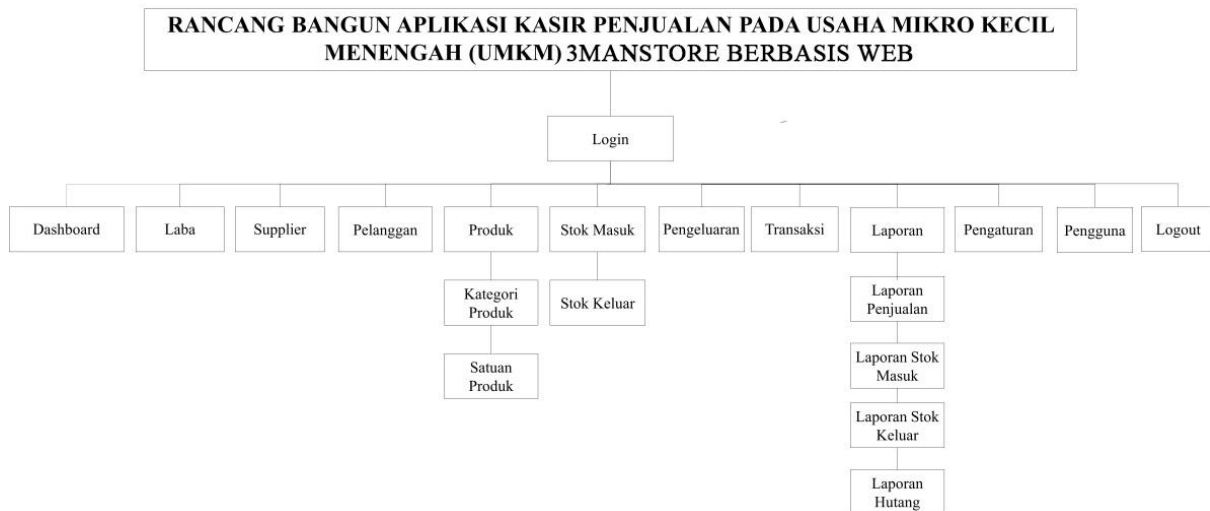 RANCANG BANGUN APLIKASI KASIR PENJUALAN PADA USAHA MIKRO KECIL
MENENGAH (UMKM) 3MANSTORE BERBASIS WEB
Login
Dashboard
Laba
Supplier
Pelanggan
Produk
Stok Masuk
Pengeluaran
Transaksi
Laporan
Pengaturan
Pengguna
Logout
Kategori
Produk
Stok Keluar
Laporan
Penjualan
Satuan
Produk
Laporan Stok
Masuk
Laporan Stok
Keluar
Laporan
Hutang